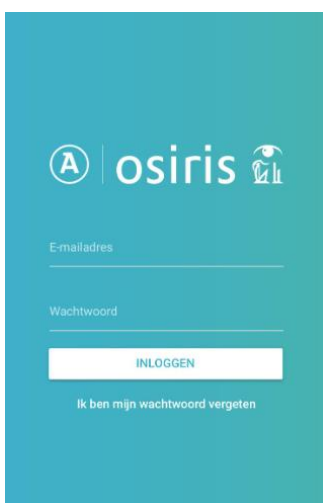 A osiris
E-mailadres
Wachtwoord
INLOGGEN
Ik ben mijn wachtwoord vergeten